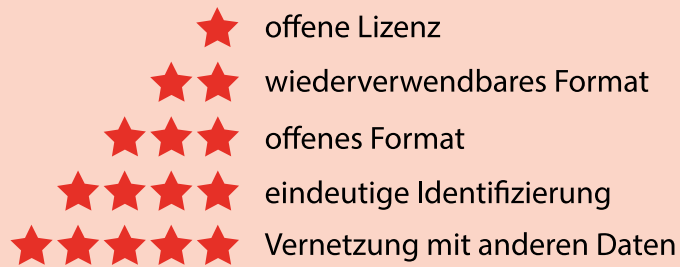 offene Lizenz
wiederverwendbares Format
offenes Format
eindeutige Identifizierung
Vernetzung mit anderen Daten